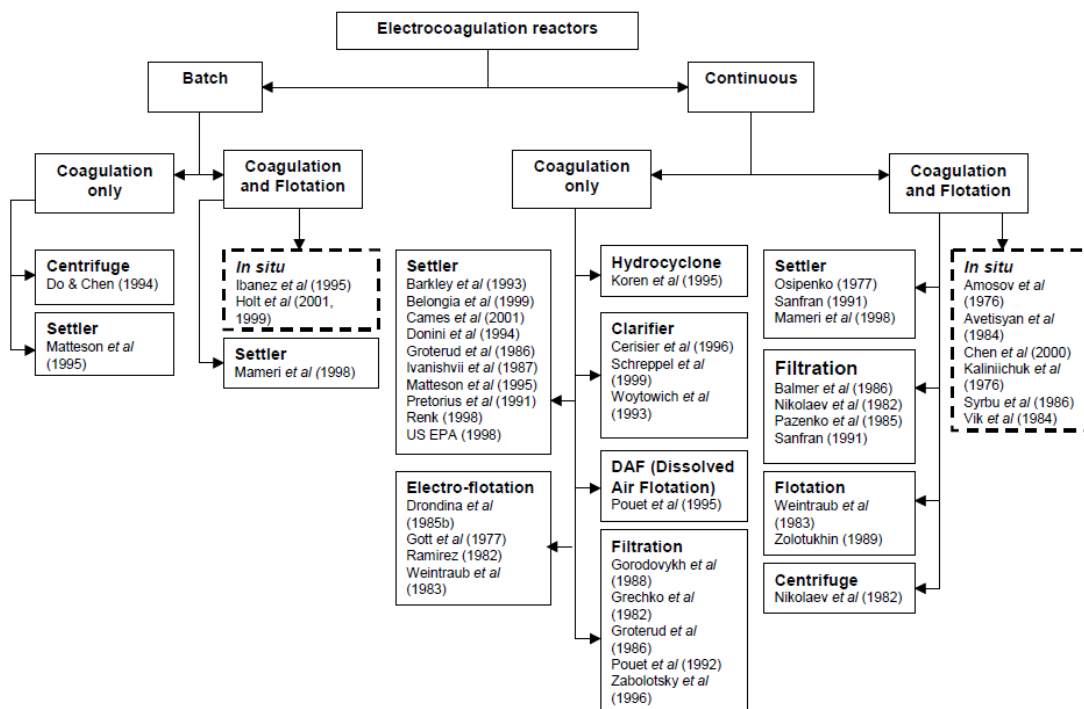 Electrocoagulation reactors
Batch
Continuous
Coagulation
only
Coagulation
and Flotation
Coagulation
only
Coagulation
and Flotation
Centrifuge
Do & Chen (1994)
Settler
Matteson et al
(1995)
In situ
Ibanez et al (1995)
Holt et al (2001,
1999)
Settler
Mameri et al (1998)
Settler
Barkley et al (1993)
Belongia et al (1999)
Cames et al (2001)
Donini et al (1994)
Groterud et al (1986)
Ivanishvii et al (1987)
Matteson et al (1995)
Pretorius et al (1991)
Renk (1998)
US EPA (1998)
Electro-flotation
Drondina et al
(1985b)
Gott et al (1977)
Ramirez (1982)
Weintraub et al
(1983)
Hydrocyclone
Koren et al (1995)
Clarifier
Cerisier et al (1996)
Schreppel et al
(1999)
Woytowich et al
(1993)
DAF (Dissolved
Air Flotation)
Pouet et al (1995)
Filtration
Gorodovykh et al
(1988)
Grechko et al
(1982)
Groterud et al
(1986)
Pouet et al (1992)
Zabolotsky et al
(1996)
Settler
Osipenko (1977)
Sanfran (1991)
Mameri et al (1998)
Filtration
Balmer et al (1986)
Nikolaev et al (1982)
Pazenko et al (1985)
Sanfran (1991)
Flotation
Weintraub et al
(1983)
Zolotukhin (1989)
Centrifuge
Nikolaev et al (1982)
In situ
Amosov et al
(1976)
Avetisyan et al
(1984)
Chen et al (2000)
Kaliniichuk et al
(1976)
Syrbu et al (1986)
Vik et al (1984)